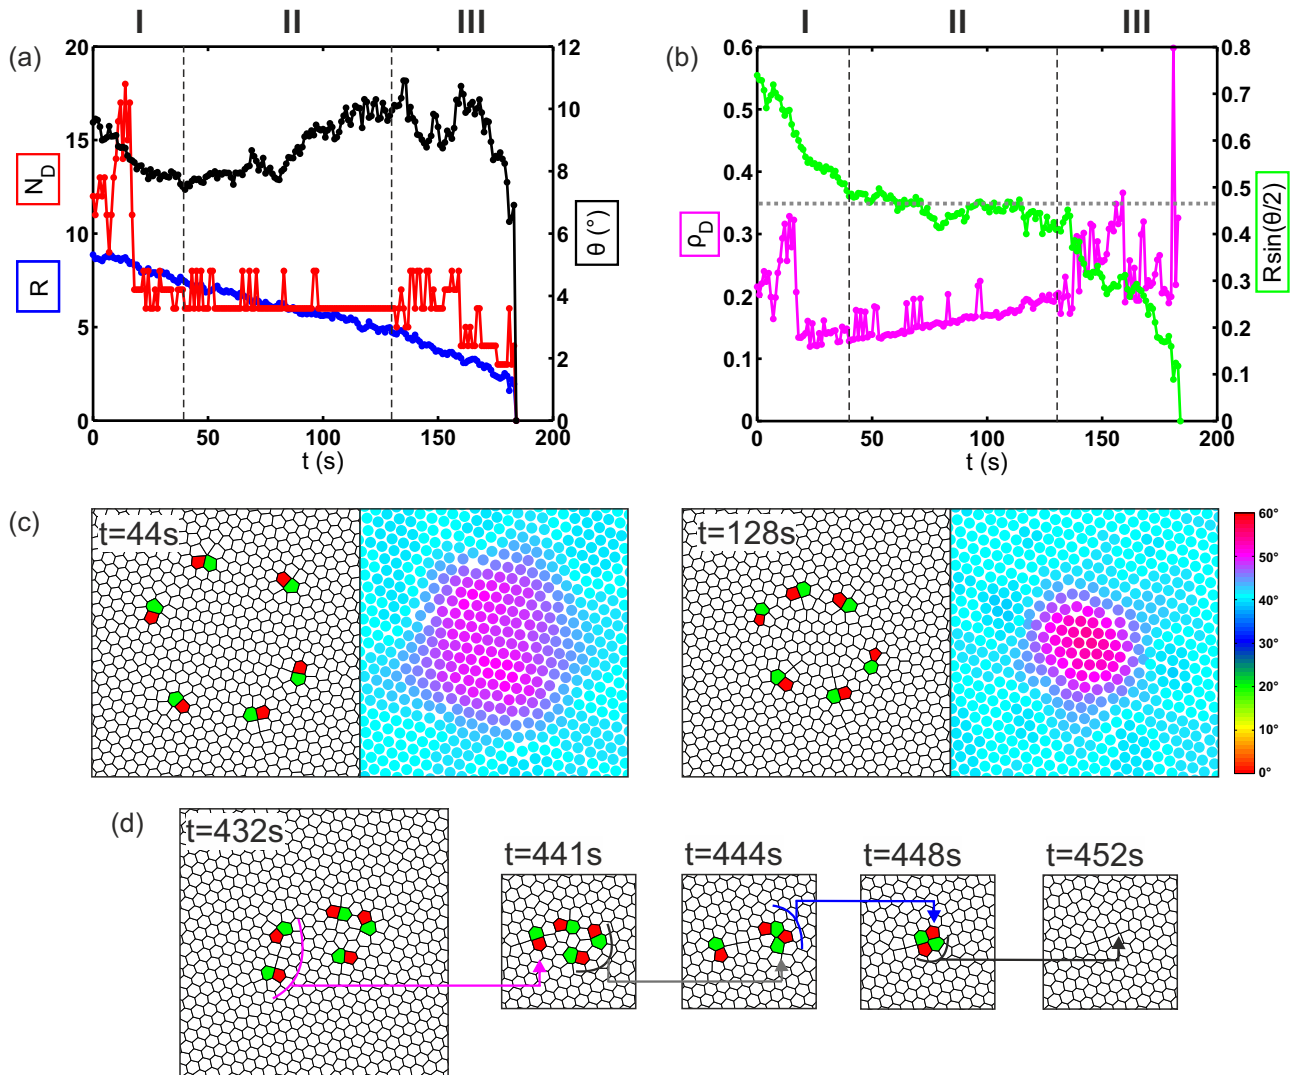 I II III
(a)
20
15
10
5
0
12
10
8
6
4
2
0
N_D
R
θ (°)
0 50 100 150 200
t (s)
I II III
(b)
0.6
0.5
0.4
0.3
0.2
0.1
0
0.8
0.7
0.6
0.5
0.4
0.3
0.2
0.1
0
ρ_D
Rsin(θ/2)
0 50 100 150 200
t (s)
(c)
t=44s
t=128s
60°
50°
40°
30°
20°
10°
0°
(d)
t=432s
t=441s
t=444s
t=448s
t=452s